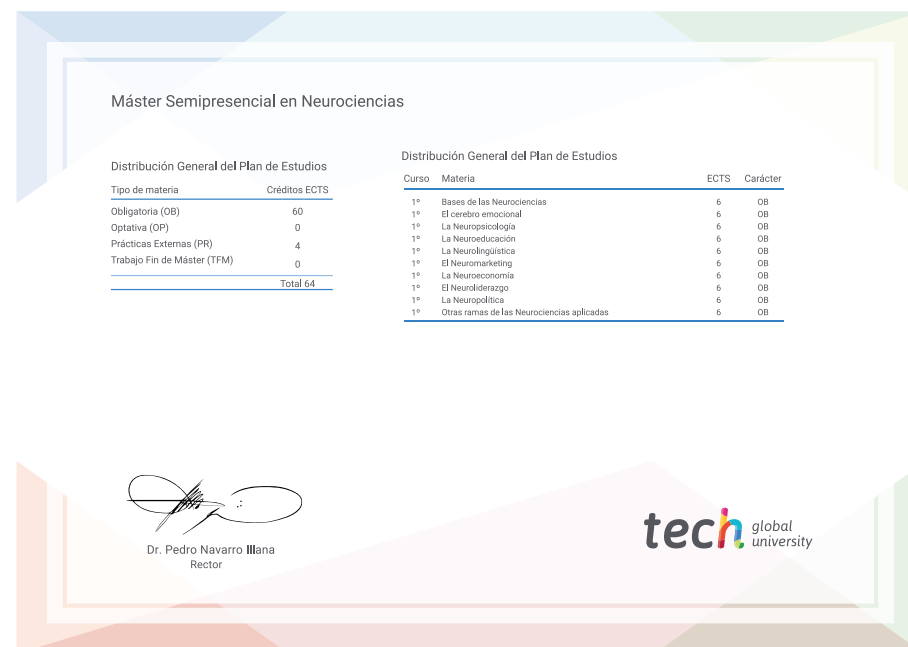 Máster Semipresencial en Neurociencias
Distribución General del Plan de Estudios
Tipo de materia Créditos ECTS
Obligatoria (OB) 60
Optativa (OP) 0
Prácticas Externas (PR) 4
Trabajo Fin de Máster (TFM) 0
Total 64
Distribución General del Plan de Estudios
Curso Materia ECTS Carácter
1º Bases de las Neurociencias 6 OB
1º El cerebro emocional 6 OB
1º La Neuropsicología 6 OB
1º La Neuroeducación 6 OB
1º La Neurolingüística 6 OB
1º El Neuromarketing 6 OB
1º La Neuroeconomía 6 OB
1º El Neuroliderazgo 6 OB
1º La Neuropolítica 6 OB
1º Otras ramas de las Neurociencias aplicadas 6 OB
Dr. Pedro Navarro Illana
Rector
tech global
university